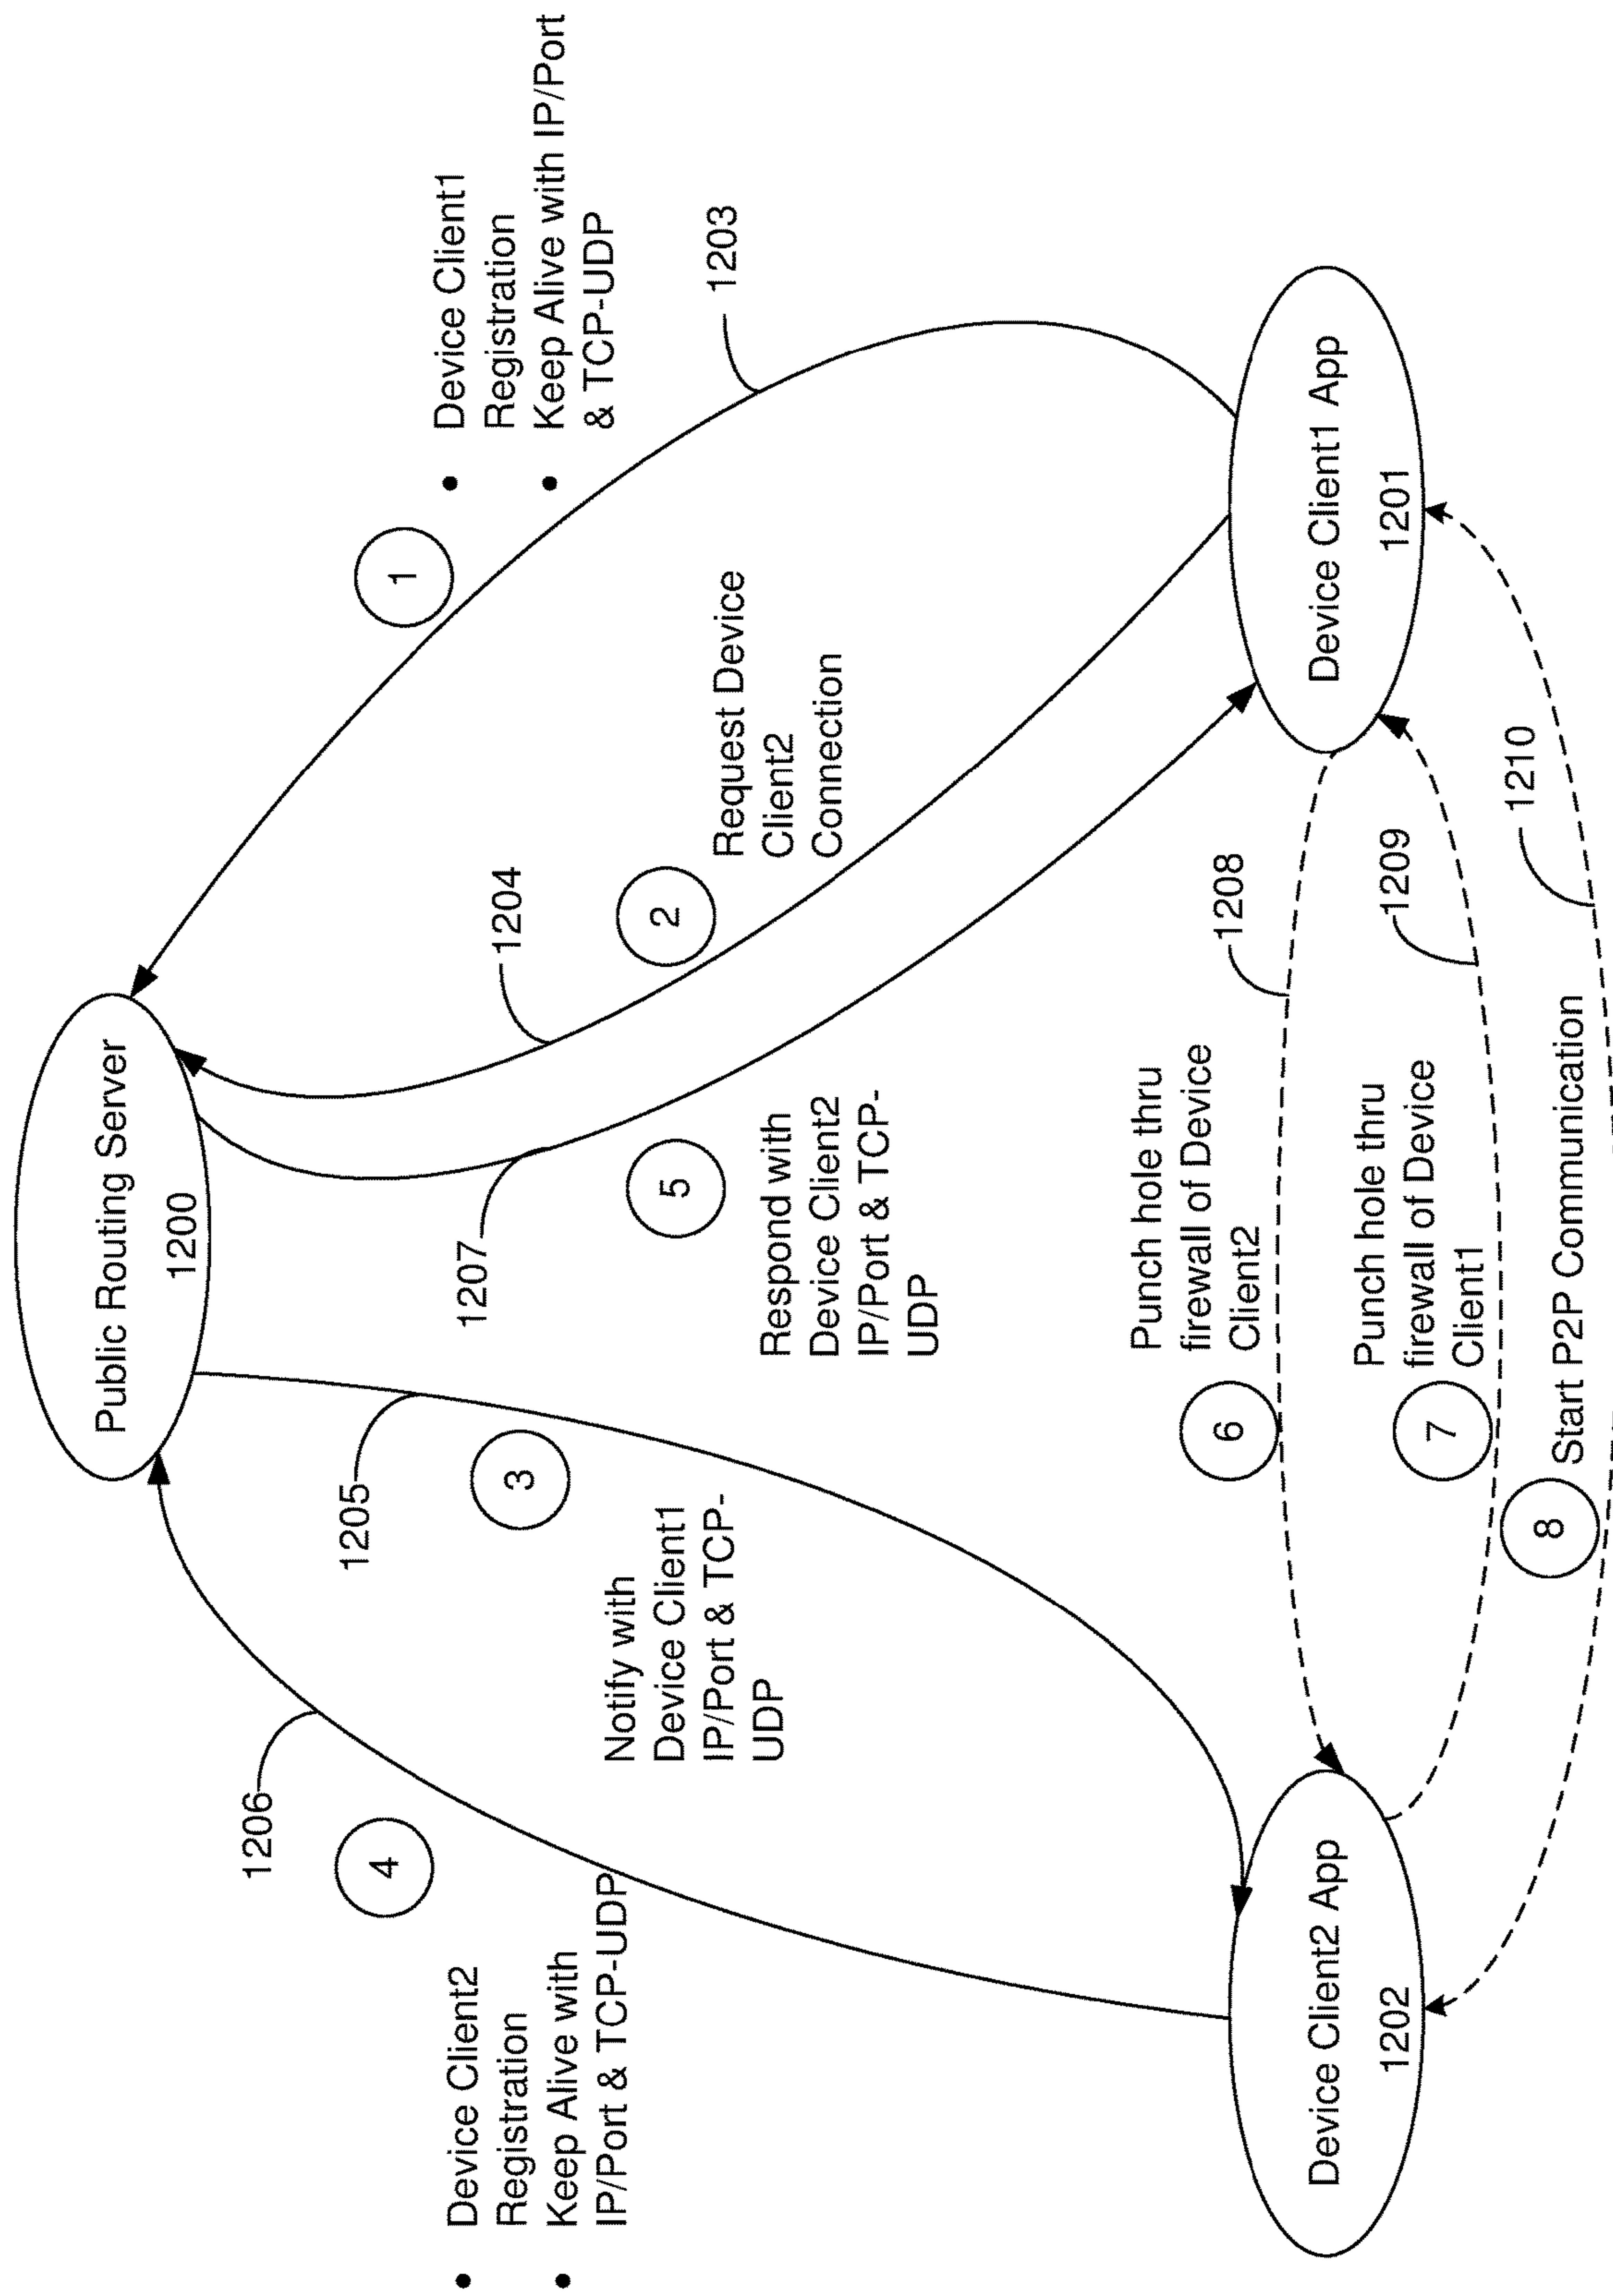 Public Routing Server
1200
1206
1205
1207
1204
1203
4
• Device Client2
Registration
• Keep Alive with
IP/Port & TCP-UDP
3
Notify with
Device Client1
IP/Port & TCP-
UDP
5
Respond with
Device Client2
IP/Port & TCP-
UDP
2
Request Device
Client2
Connection
1
• Device Client1
Registration
• Keep Alive with IP/Port
& TCP-UDP
6
Punch hole thru
firewall of Device
Client2
1208
7
Punch hole thru
firewall of Device
Client1
1209
Device Client2 App
1202
Device Client1 App
1201
8
Start P2P Communication
1210